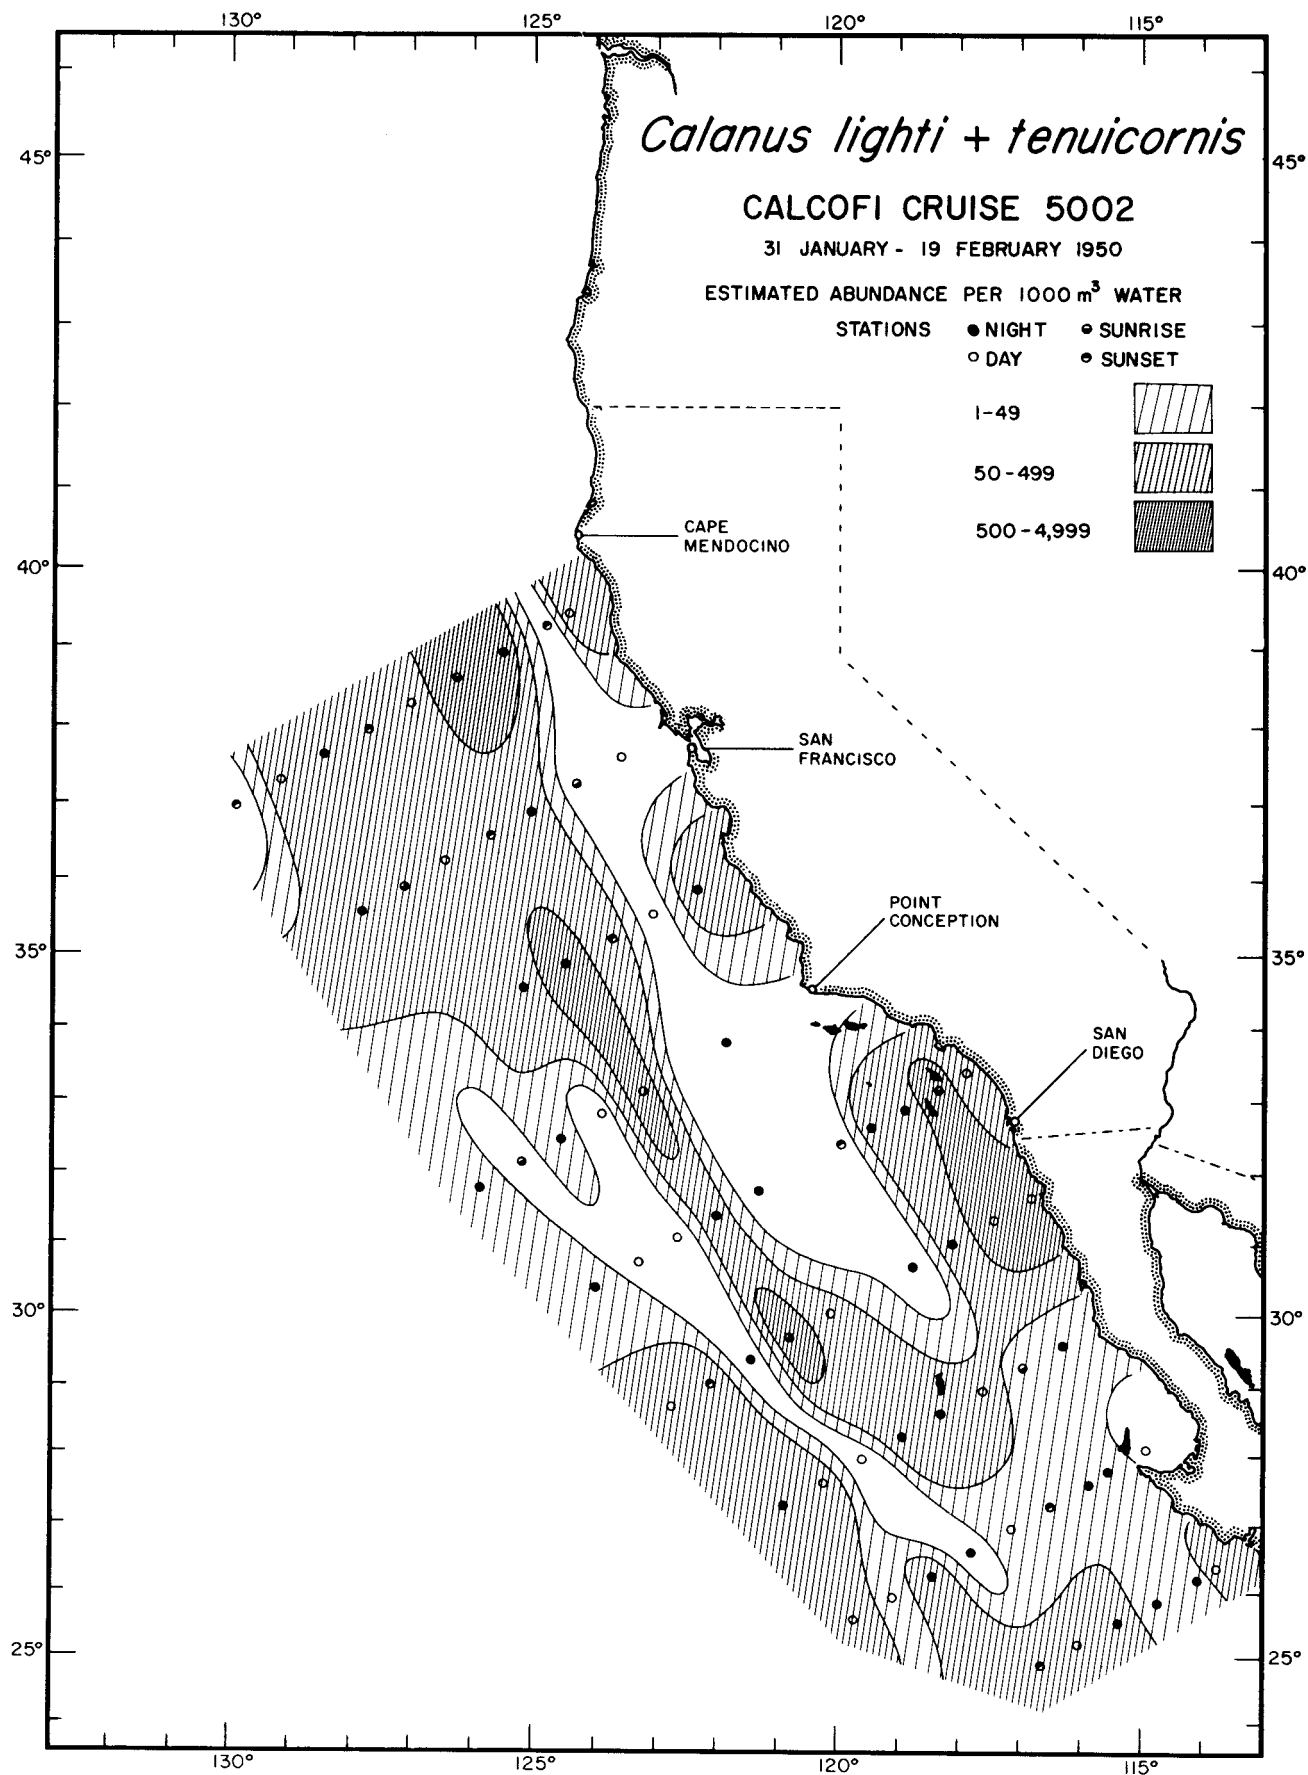 130° 125° 120° 115°
Calanus lighti + tenuicornis
45° 45°
CALCOFI CRUISE 5002
31 JANUARY - 19 FEBRUARY 1950
ESTIMATED ABUNDANCE PER 1000 m³ WATER
STATIONS NIGHT SUNRISE
DAY SUNSET
1-49
50-499
500-4,999
CAPE
MENDOCINO
40° 40°
SAN
FRANCISCO
POINT
CONCEPTION
35° 35°
SAN
DIEGO
30° 30°
25° 25°
130° 125° 120° 115°